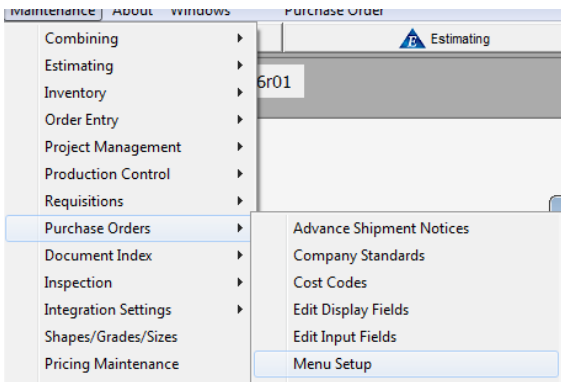 Maintenance About Windows Purchase Order
Estimating
6r01
Combining
Estimating
Inventory
Order Entry
Project Management
Production Control
Requisitions
Purchase Orders
Document Index
Inspection
Integration Settings
Shapes/Grades/Sizes
Pricing Maintenance
Advance Shipment Notices
Company Standards
Cost Codes
Edit Display Fields
Edit Input Fields
Menu Setup